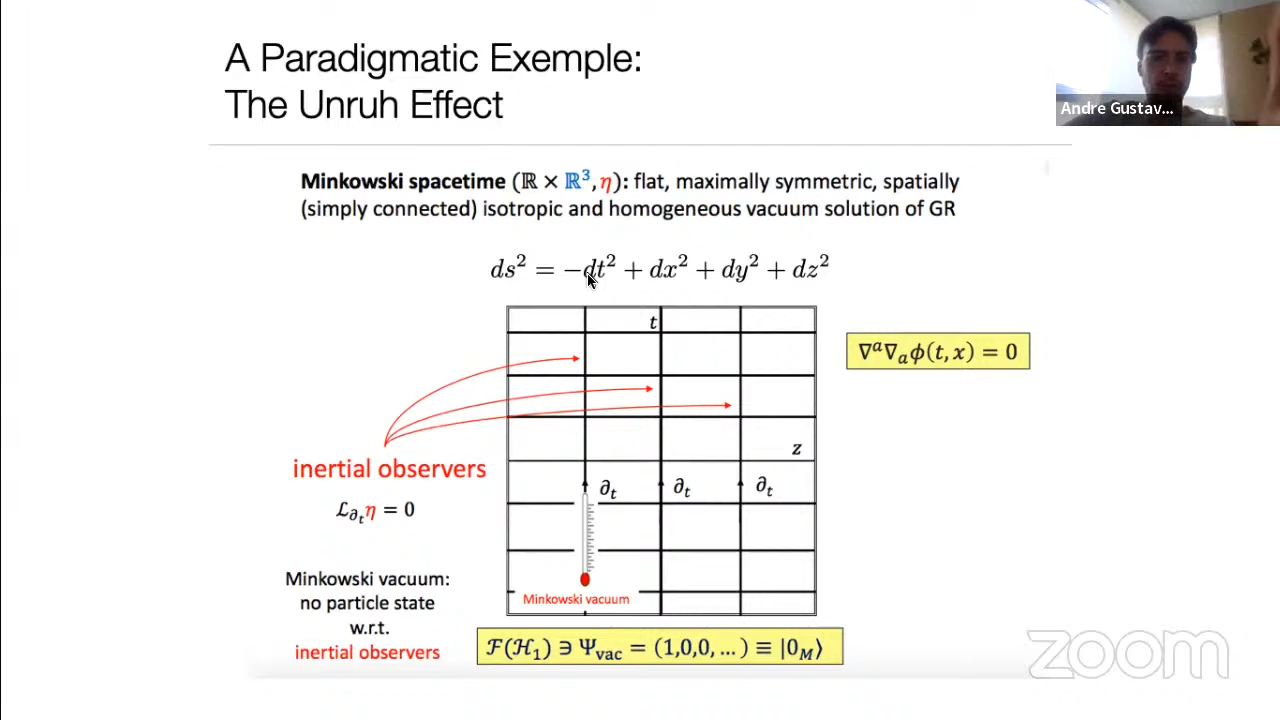 A Paradigmatic Exemple:
The Unruh Effect
Andre Gustav...
Minkowski spacetime (ℝ × ℝ³, η): flat, maximally symmetric, spatially
(simply connected) isotropic and homogeneous vacuum solution of GR
ds² = −dt² + dx² + dy² + dz²
t
∇ᵃ∇ₐϕ(t, x) = 0
z
inertial observers
∂ₜ ∂ₜ ∂ₜ
ℒ_∂ₜ η = 0
Minkowski vacuum:
no particle state
w.r.t.
inertial observers
Minkowski vacuum
ℱ(ℋ₁) ∋ Ψ_vac = (1,0,0, … ) ≡ |0_M⟩
zoom